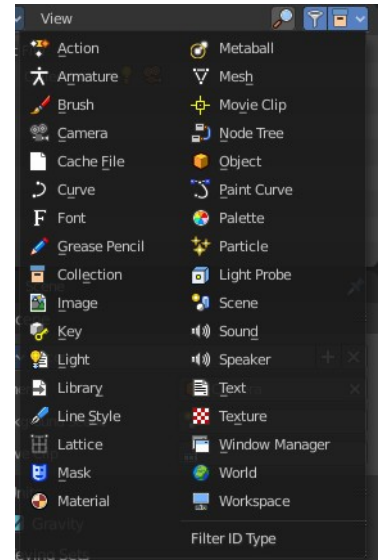 View
Action
Armature
Brush
Camera
Cache File
Curve
Font
Grease Pencil
Collection
Image
Key
Light
Library
Line Style
Lattice
Mask
Material
Metaball
Mesh
Movie Clip
Node Tree
Object
Paint Curve
Palette
Particle
Light Probe
Scene
Sound
Speaker
Text
Texture
Window Manager
World
Workspace
Filter ID Type
Gravity